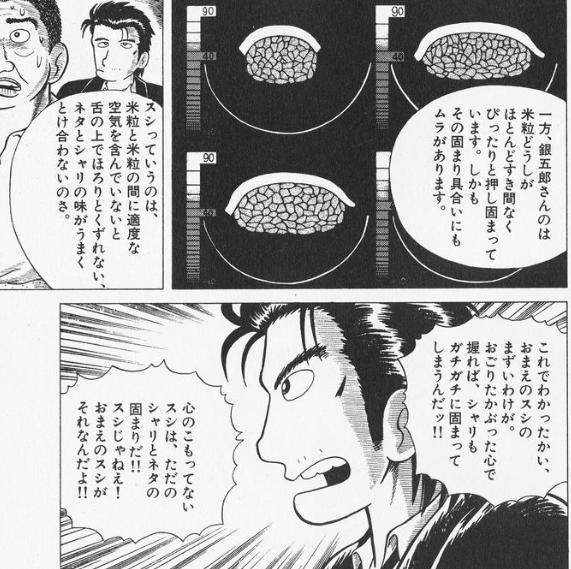 一方、銀五郎さんのは
米粒どうしが
ほとんどすき間なく
ぴったりと押し固まって
います。しかも
その固まり具合いにも
ムラがあります。
90
40
90
40
90
40
スシっていうのは、
米粒と米粒の間に適度な
空気を含んでいないと
舌の上でほろりとくずれない、
ネタとシャリの味がうまく
とけ合わないのさ。
これでわかったかい、
おまえのスシの
まずいわけが。
おごりたかぶった心で
握れば、シャリも
ガチガチに固まって
しまうんだッ!!
心のこもってない
スシは、ただの
シャリとネタの
固まりだ!!
スシじゃねえ!
おまえのスシが
それなんだよ!!